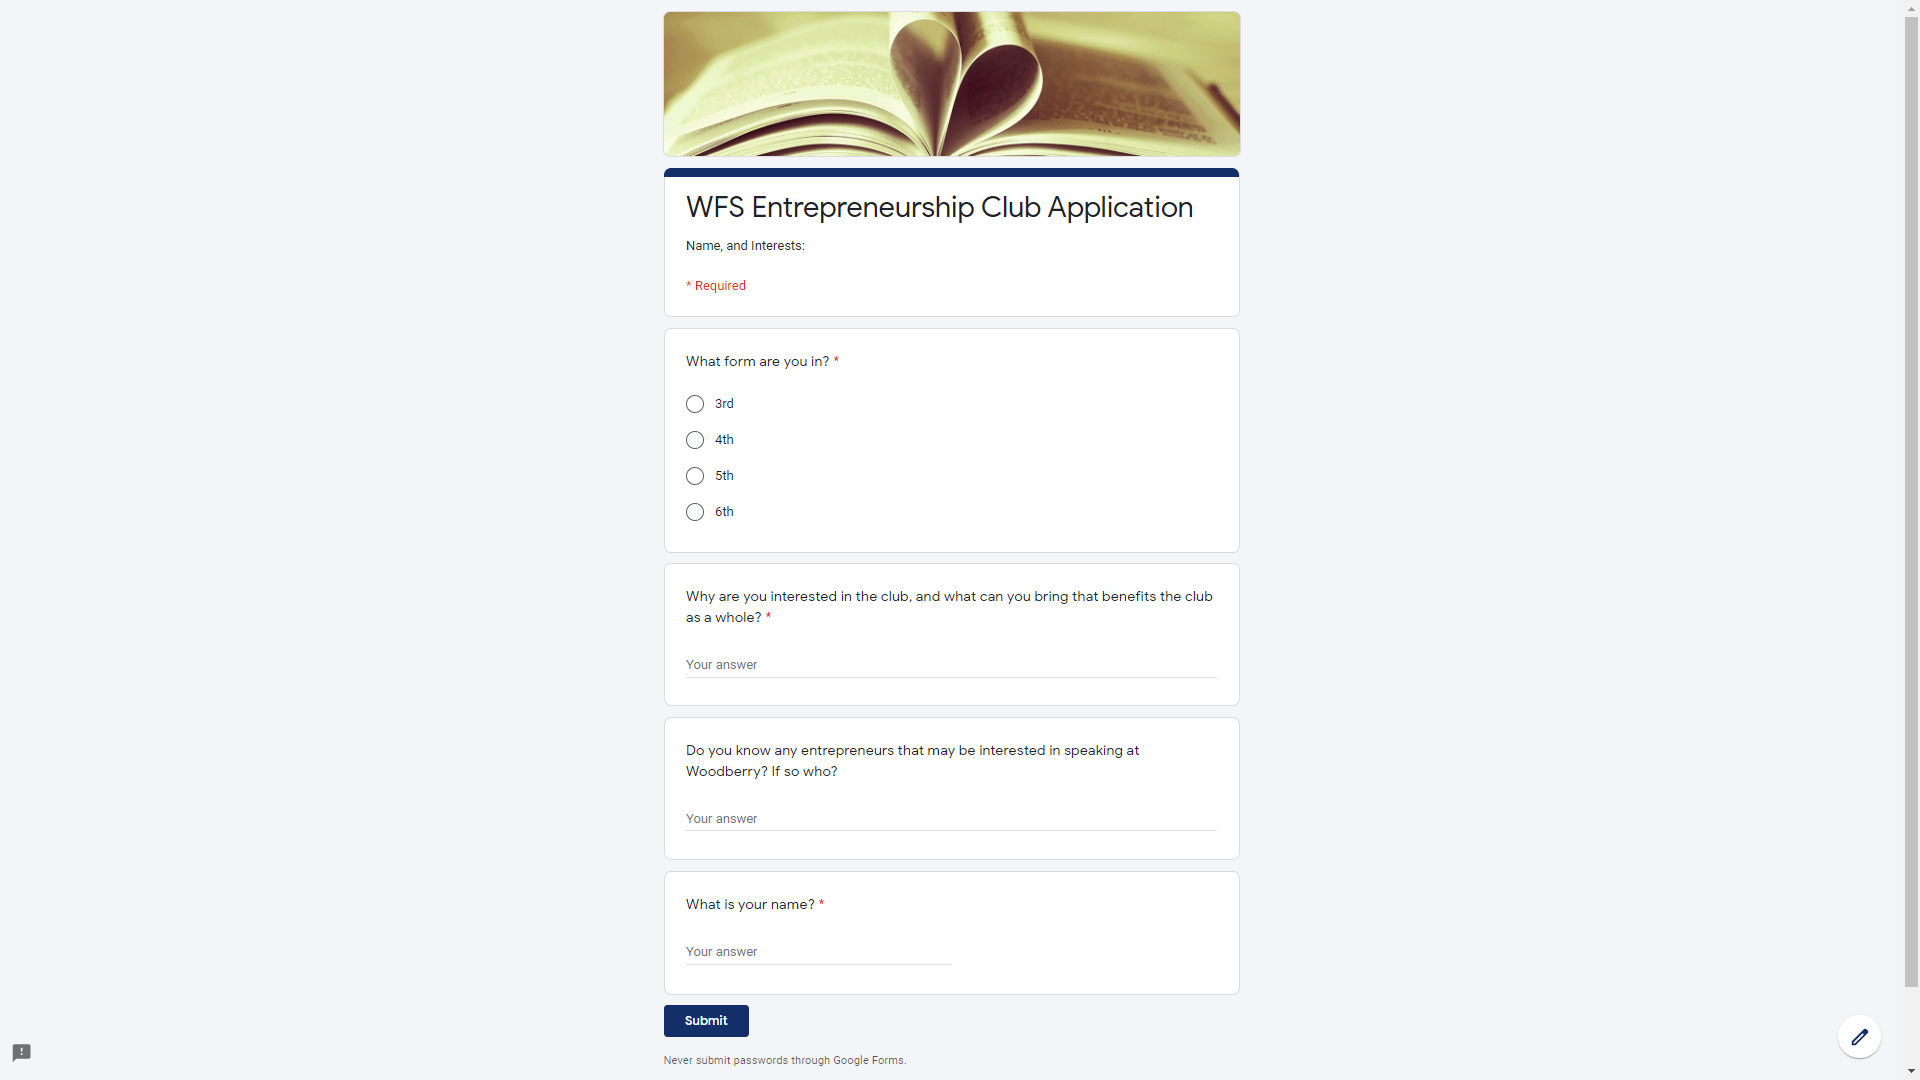 WFS Entrepreneurship Club Application
Name, and Interests:
* Required
What form are you in? *
3rd
4th
5th
6th
Why are you interested in the club, and what can you bring that benefits the club
as a whole? *
Your answer
Do you know any entrepreneurs that may be interested in speaking at
Woodberry? If so who?
Your answer
What is your name? *
Your answer
Submit
Never submit passwords through Google Forms.